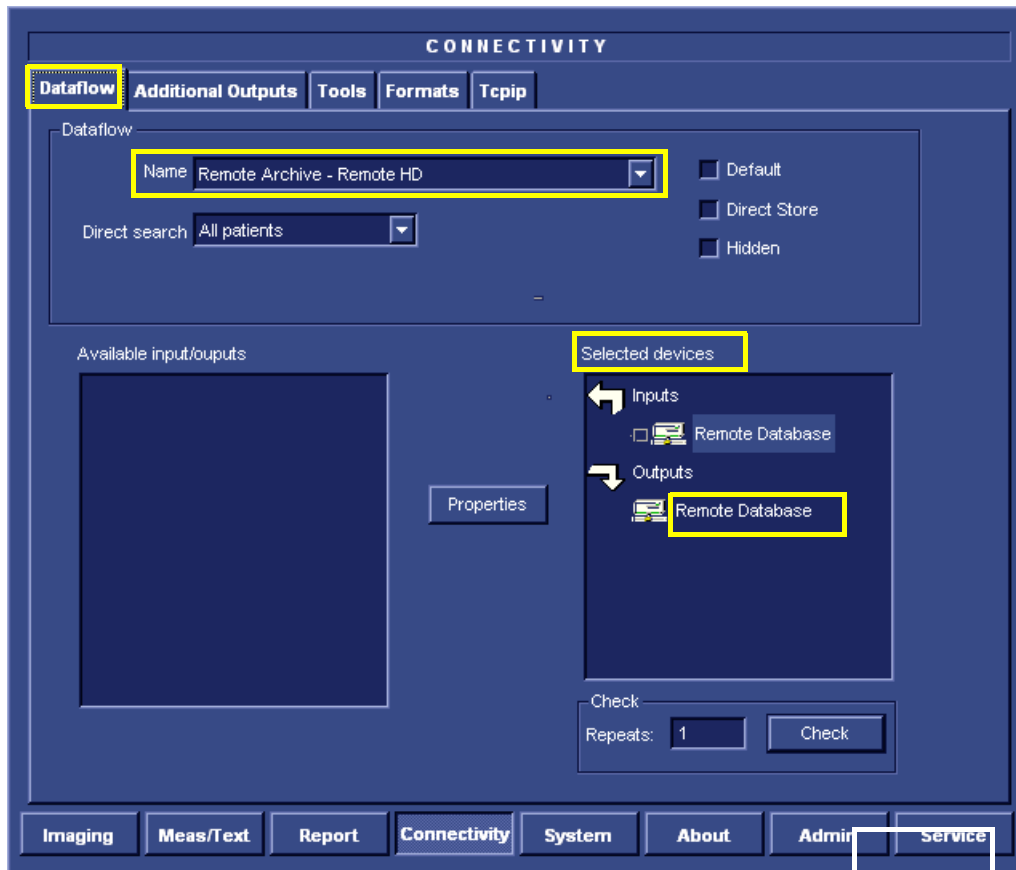 CONNECTIVITY
Dataflow Additional Outputs Tools Formats Tcpip
Dataflow
Name Remote Archive - Remote HD
Default
Direct search All patients
Direct Store
Hidden
Available input/ouputs
Selected devices
Inputs
Remote Database
Outputs
Remote Database
Properties
Check
Repeats: 1 Check
Imaging Meas/Text Report Connectivity System About Admin Service